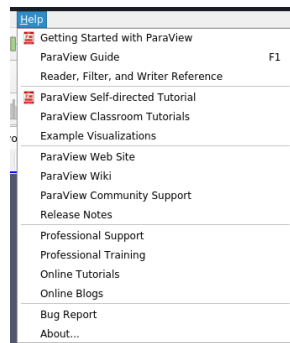 Help
Getting Started with ParaView
ParaView Guide F1
Reader, Filter, and Writer Reference
ParaView Self-directed Tutorial
ParaView Classroom Tutorials
Example Visualizations
ParaView Web Site
ParaView Wiki
ParaView Community Support
Release Notes
Professional Support
Professional Training
Online Tutorials
Online Blogs
Bug Report
About...